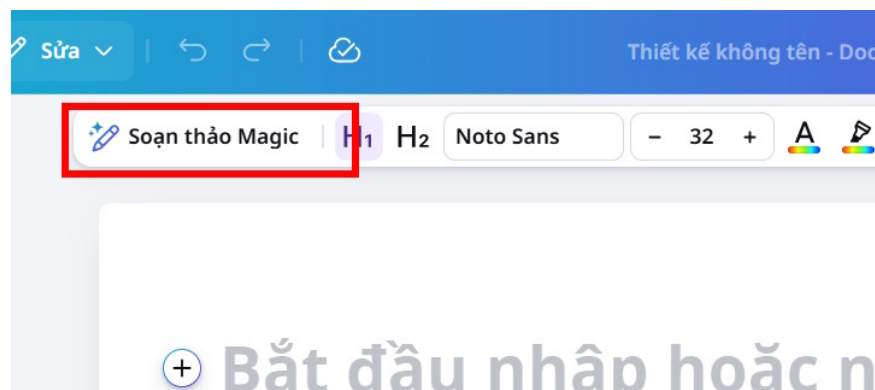 Sửa Thiết kế không tên - Doc
Soạn thảo Magic H1 H2 Noto Sans - 32 + A
Bắt đầu nhập hoặc n